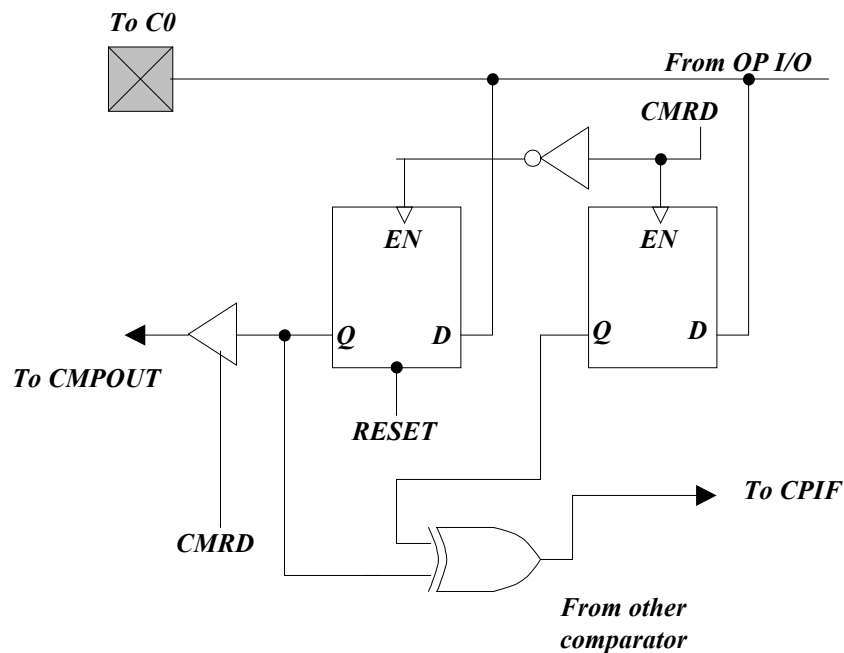 To C0
From OP I/O
CMRD
EN
EN
Q
D
Q
D
To CMPOUT
RESET
To CPIF
CMRD
From other
comparator